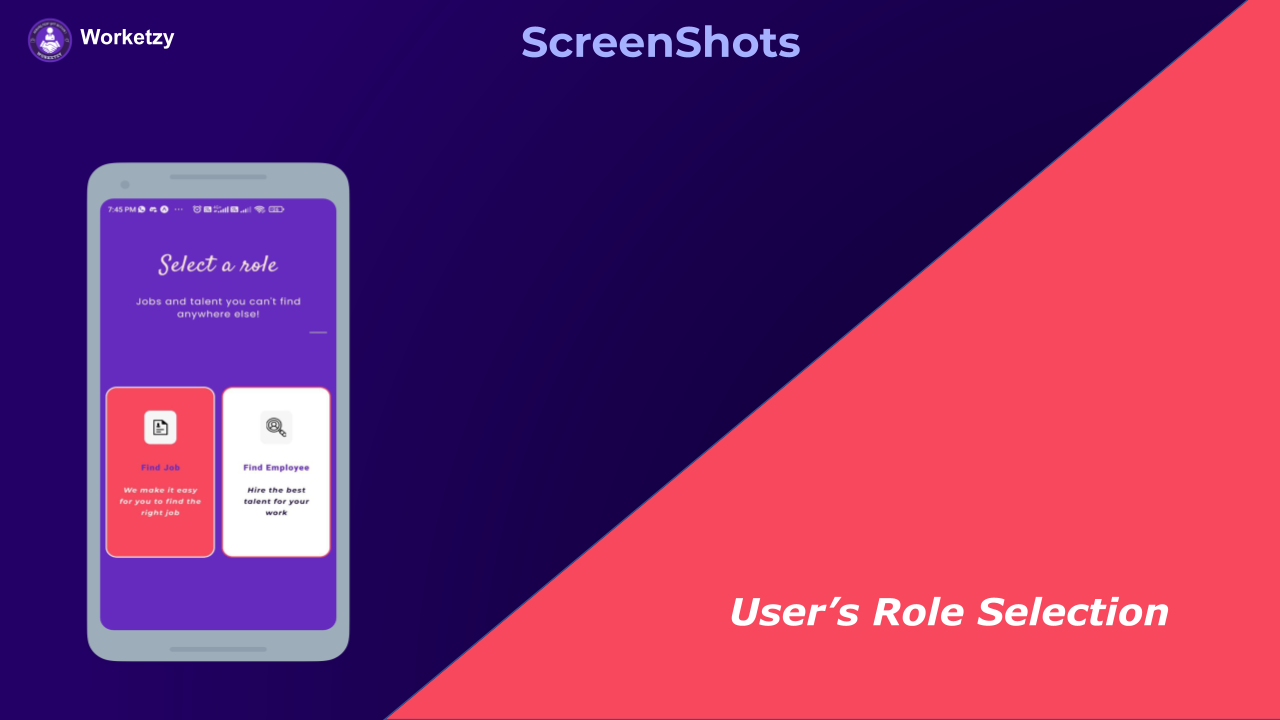 Worketzy
ScreenShots
7:45 PM
Select a role
Jobs and talent you can't find
anywhere else!
Find Job
We make it easy
for you to find the
right job
Find Employee
Hire the best
talent for your
work
User’s Role Selection